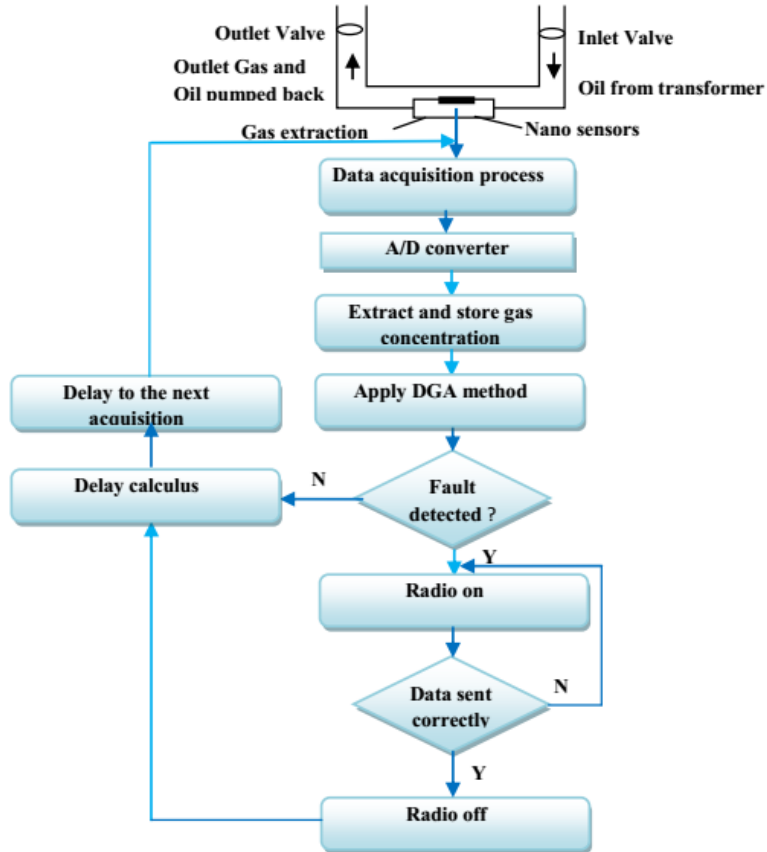 Outlet Valve
Inlet Valve
Outlet Gas and
Oil pumped back
Oil from transformer
Gas extraction
Nano sensors
Data acquisition process
A/D converter
Extract and store gas
concentration
Apply DGA method
Delay to the next
acquisition
Delay calculus
N
Fault
detected ?
Y
Radio on
Data sent
correctly
N
Y
Radio off